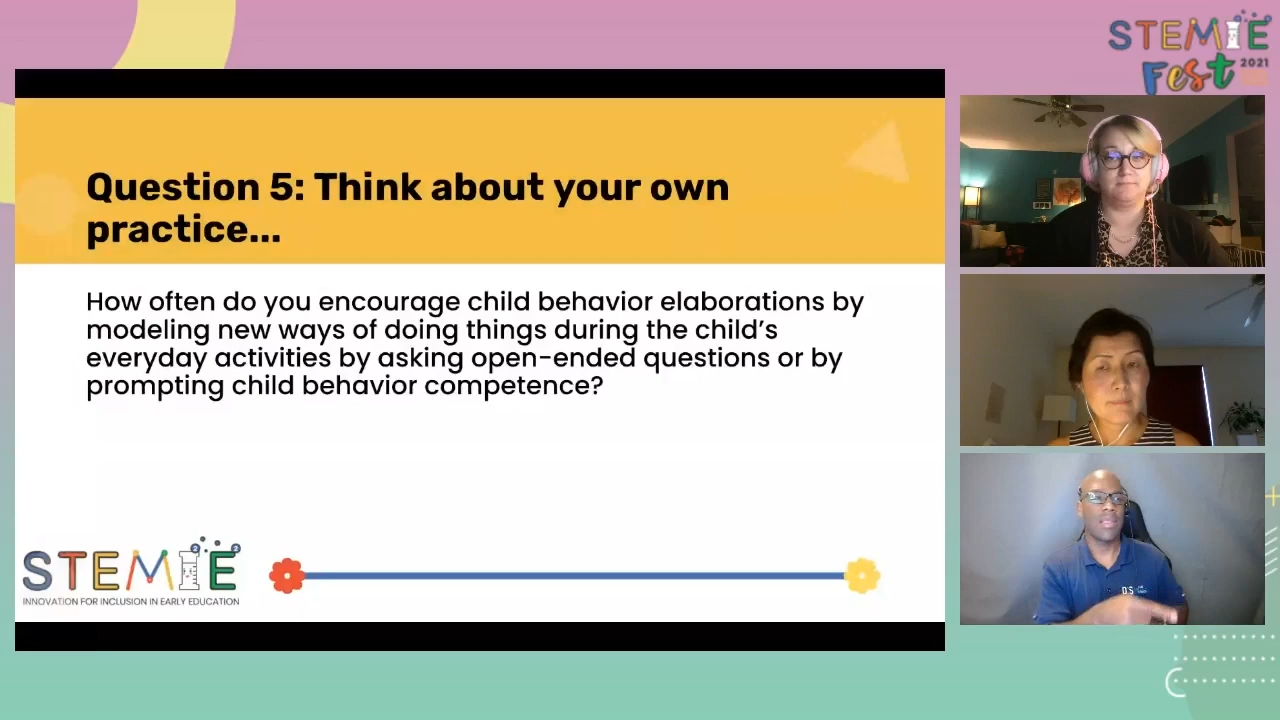 STEMIE
Fest 2021
Question 5: Think about your own
practice...
How often do you encourage child behavior elaborations by
modeling new ways of doing things during the child's
everyday activities by asking open-ended questions or by
prompting child behavior competence?
STEMIE
INNOVATION FOR INCLUSION IN EARLY EDUCATION